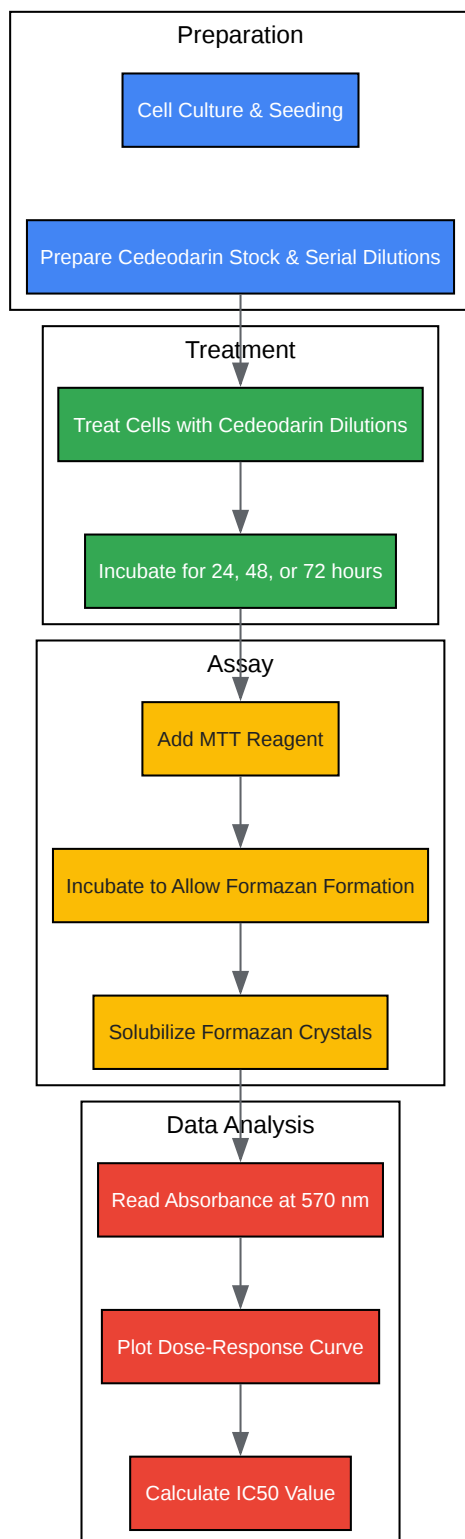 Preparation
Cell Culture & Seeding
Prepare Cedeodarin Stock & Serial Dilutions
Treatment
Treat Cells with Cedeodarin Dilutions
Incubate for 24, 48, or 72 hours
Assay
Add MTT Reagent
Incubate to Allow Formazan Formation
Solubilize Formazan Crystals
Data Analysis
Read Absorbance at 570 nm
Plot Dose-Response Curve
Calculate IC50 Value